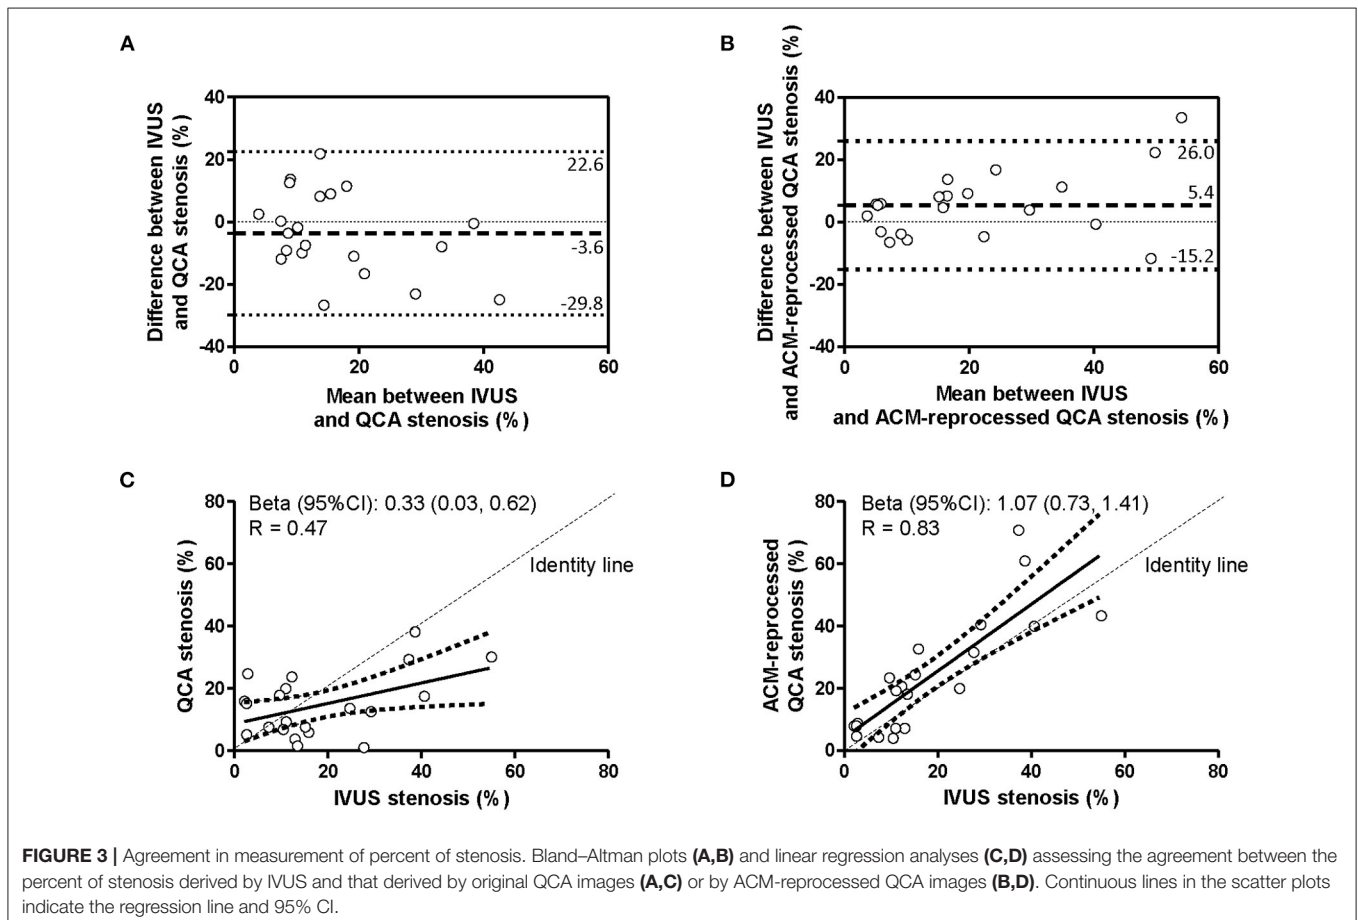 A
Difference between IVUS
and QCA stenosis (%)
40
20
0
-20
-40
22.6
-3.6
-29.8
0 20 40 60
Mean between IVUS
and QCA stenosis (%)
B
Difference between IVUS
and ACM-reprocessed QCA stenosis (%)
40
20
0
-20
-40
26.0
5.4
-15.2
0 20 40 60
Mean between IVUS
and ACM-reprocessed QCA stenosis (%)
C
QCA stenosis (%)
80
60
40
20
0
Beta (95%CI): 0.33 (0.03, 0.62)
R = 0.47
Identity line
0 20 40 60 80
IVUS stenosis (%)
D
ACM-reprocessed
QCA stenosis (%)
80
60
40
20
0
Beta (95%CI): 1.07 (0.73, 1.41)
R = 0.83
Identity line
0 20 40 60 80
IVUS stenosis (%)
FIGURE 3 | Agreement in measurement of percent of stenosis. Bland–Altman plots (A,B) and linear regression analyses (C,D) assessing the agreement between the
percent of stenosis derived by IVUS and that derived by original QCA images (A,C) or by ACM-reprocessed QCA images (B,D). Continuous lines in the scatter plots
indicate the regression line and 95% CI.